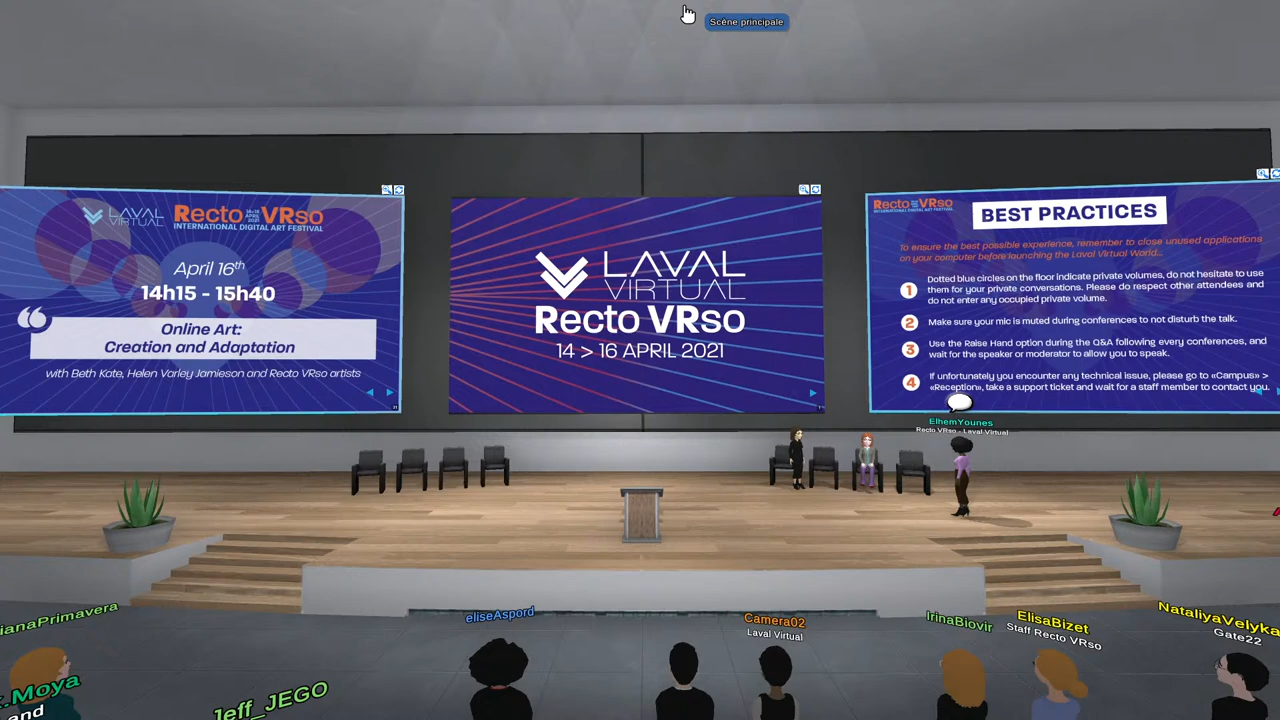 Scène principale
LAVAL
VIRTUAL
Recto VRso
INTERNATIONAL DIGITAL ART FESTIVAL
April 16th
14h15 - 15h40
Online Art:
Creation and Adaptation
with Beth Kate, Helen Varley Jamieson and Recto VRso artists
LAVAL
VIRTUAL
Recto VRso
14 > 16 APRIL 2021
Recto VRso
INTERNATIONAL DIGITAL ART FESTIVAL
BEST PRACTICES
To ensure the best possible experience, remember to close unused applications
on your computer before launching the Laval Virtual World...
1 Dotted blue circles on the floor indicate private volumes, do not hesitate to use
them for your private conversations. Please do respect other attendees and
do not enter any occupied private volume.
2 Make sure your mic is muted during conferences to not disturb the talk.
3 Use the Raise Hand option during the Q&A following every conferences, and
wait for the speaker or moderator to allow you to speak.
4 If unfortunately you encounter any technical issue, please go to «Campus» >
«Reception», take a support ticket and wait for a staff member to contact you.
ElhemYounes
Recto VRso - Laval Virtual
ianaPrimavera
eliseAspord
Camera02
Laval Virtual
IrinaBiovir
ElisaBizet
Staff Recto VRso
NataliyaVelyka
Gate22
.Moya
and
Jeff_JEGO